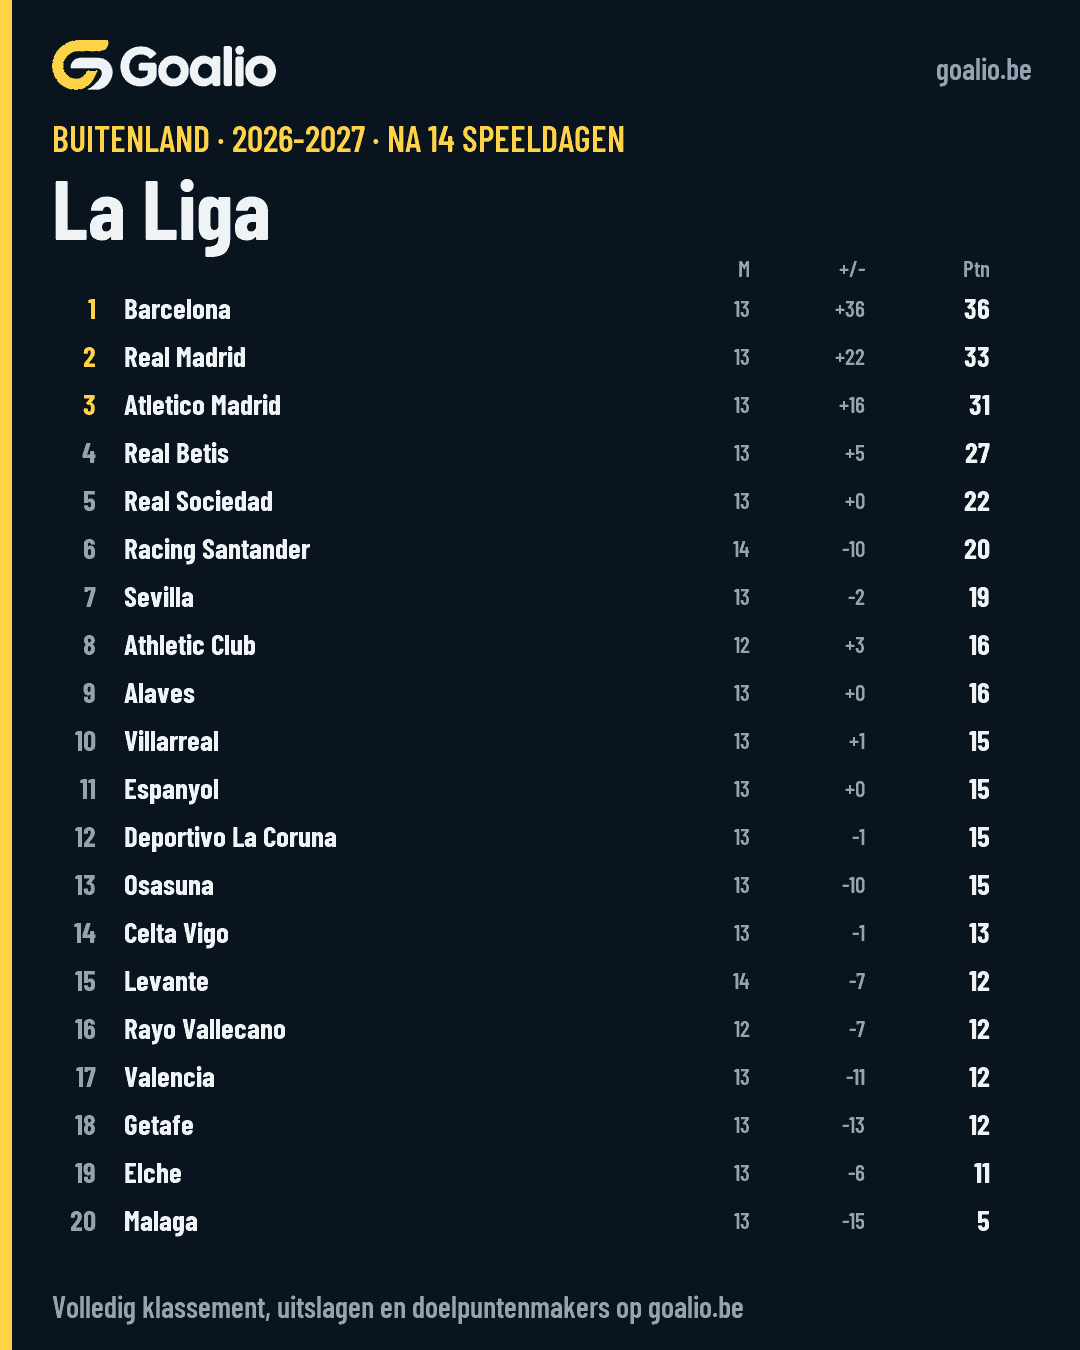 Goalio
goalio.be
BUITENLAND · 2026-2027 · NA 14 SPEELDAGEN
La Liga
M +/- Ptn
1 Barcelona 13 +36 36
2 Real Madrid 13 +22 33
3 Atletico Madrid 13 +16 31
4 Real Betis 13 +5 27
5 Real Sociedad 13 +0 22
6 Racing Santander 14 -10 20
7 Sevilla 13 -2 19
8 Athletic Club 12 +3 16
9 Alaves 13 +0 16
10 Villarreal 13 +1 15
11 Espanyol 13 +0 15
12 Deportivo La Coruna 13 -1 15
13 Osasuna 13 -10 15
14 Celta Vigo 13 -1 13
15 Levante 14 -7 12
16 Rayo Vallecano 12 -7 12
17 Valencia 13 -11 12
18 Getafe 13 -13 12
19 Elche 13 -6 11
20 Malaga 13 -15 5
Volledig klassement, uitslagen en doelpuntenmakers op goalio.be